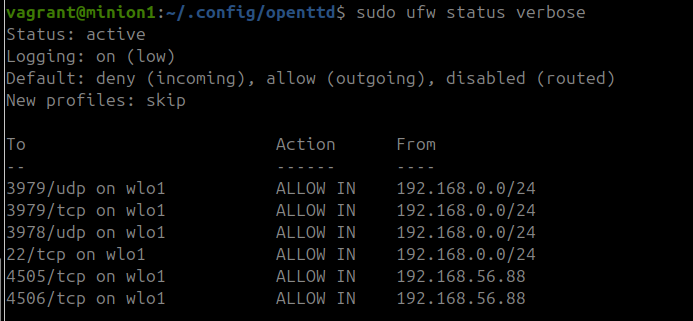 vagrant@minion1:~/.config/openttd$ sudo ufw status verbose
Status: active
Logging: on (low)
Default: deny (incoming), allow (outgoing), disabled (routed)
New profiles: skip
To                         Action      From
--                         ------      ----
3979/udp on wlo1           ALLOW IN    192.168.0.0/24
3979/tcp on wlo1           ALLOW IN    192.168.0.0/24
3978/udp on wlo1           ALLOW IN    192.168.0.0/24
22/tcp on wlo1             ALLOW IN    192.168.0.0/24
4505/tcp on wlo1           ALLOW IN    192.168.56.88
4506/tcp on wlo1           ALLOW IN    192.168.56.88